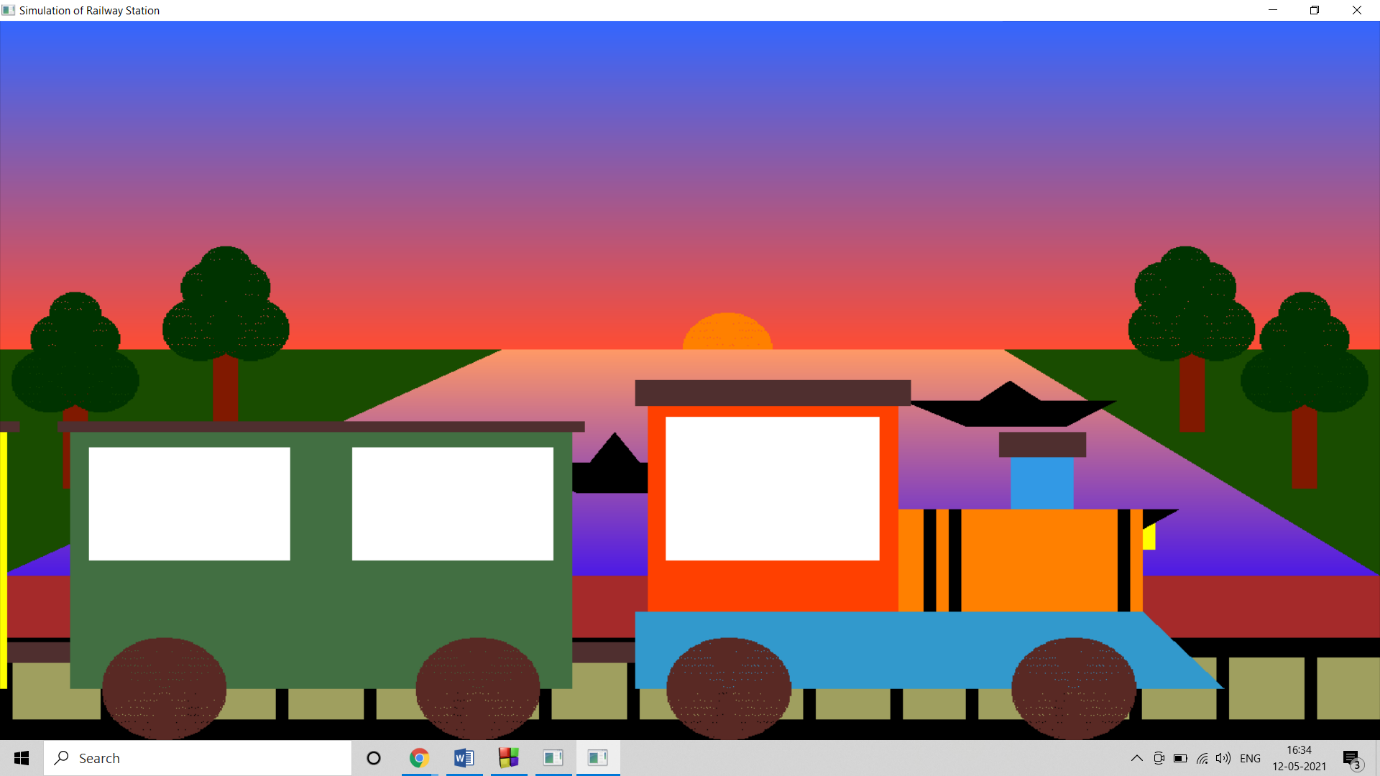 Simulation of Railway Station
Search
ENG
16:34
12-05-2021
3